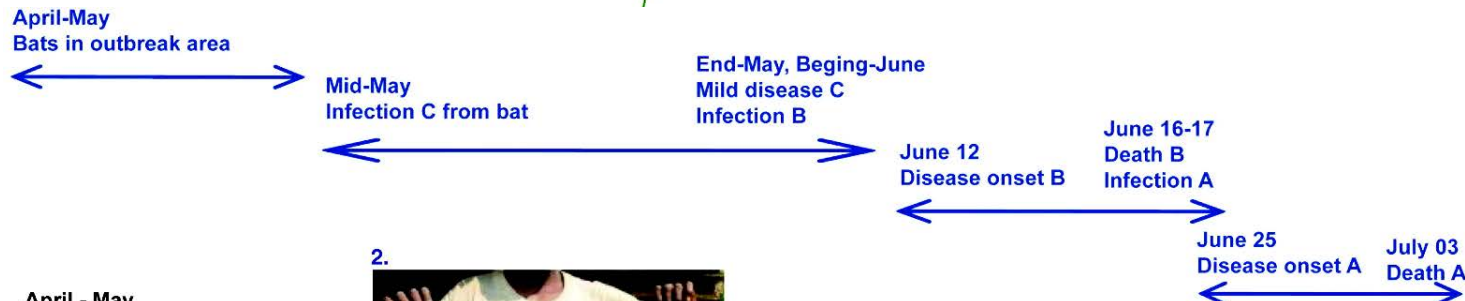 April-May
Bats in outbreak area
Mid-May
Infection C from bat
End-May, Beging-June
Mild disease C
Infection B
June 12
Disease onset B
June 16-17
Death B
Infection A
June 25
Disease onset A
July 03
Death A
2.
April - May